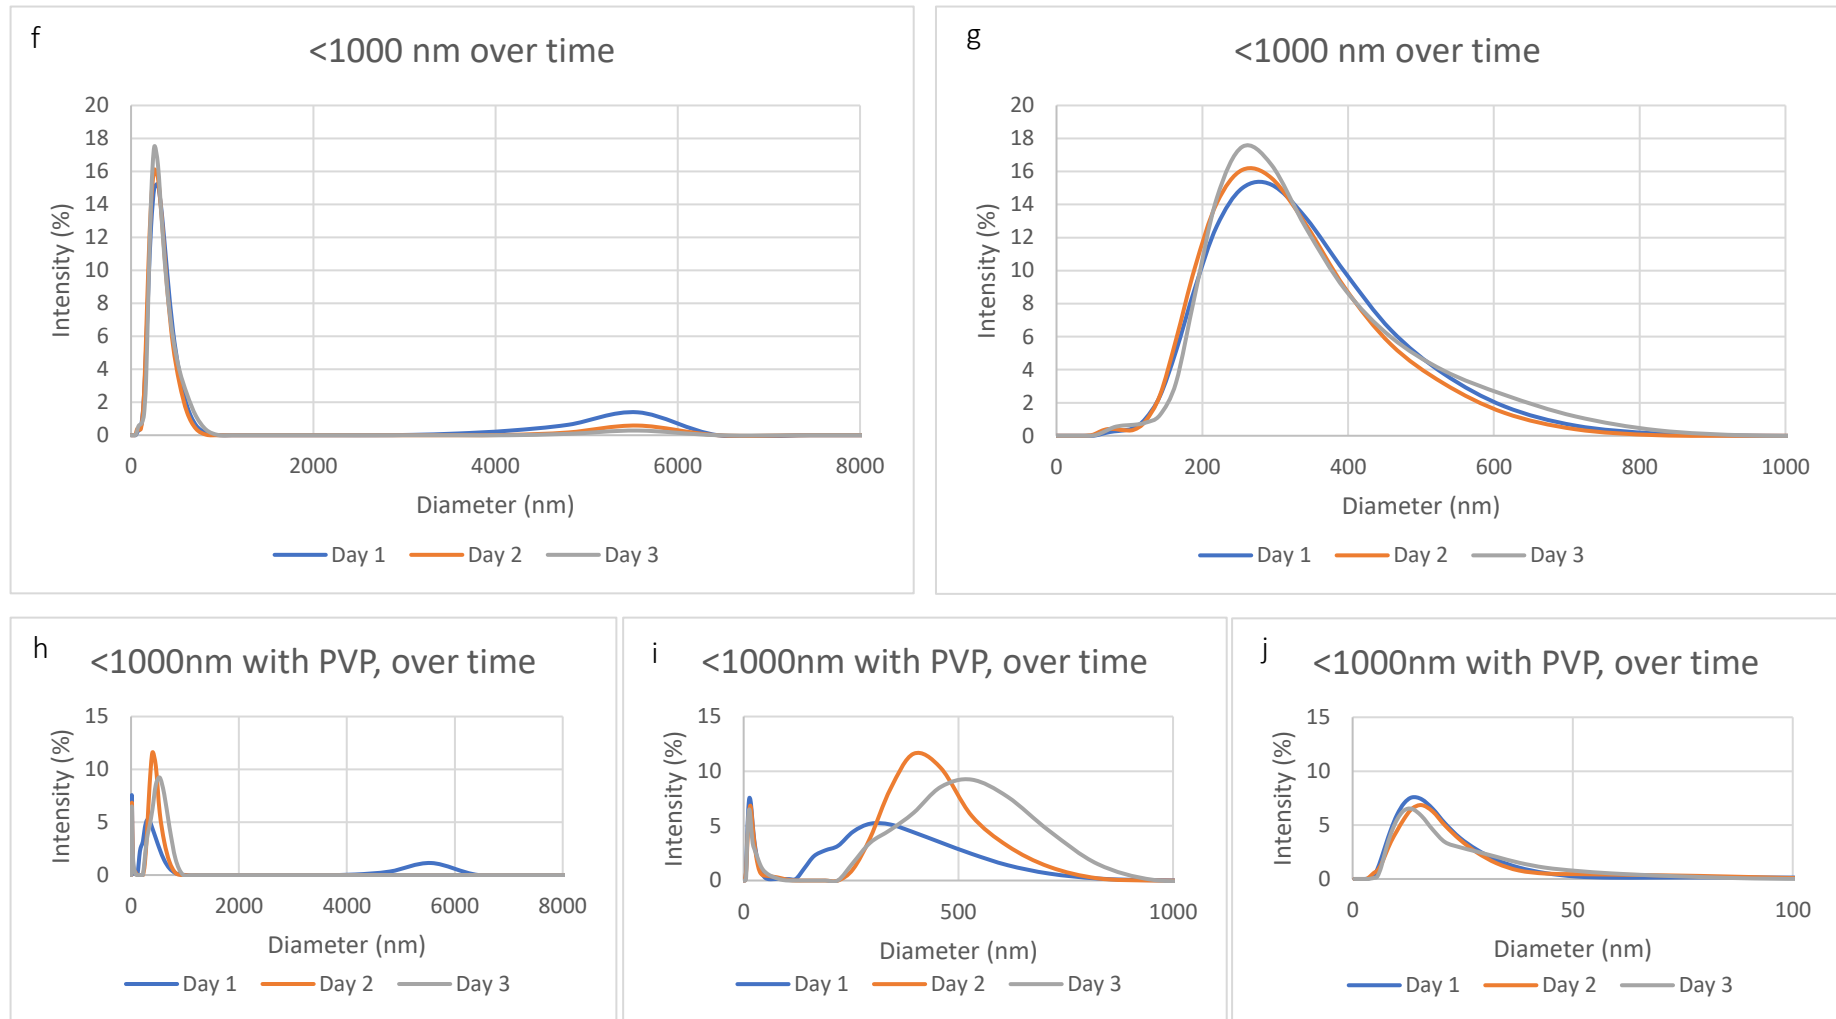 f
<1000 nm over time
20
18
16
14
12
10
8
6
4
2
0
Intensity (%)
0 2000 4000 6000 8000
Diameter (nm)
Day 1 Day 2 Day 3
g
<1000 nm over time
20
18
16
14
12
10
8
6
4
2
0
Intensity (%)
0 200 400 600 800 1000
Diameter (nm)
Day 1 Day 2 Day 3
h
<1000nm with PVP, over time
15
10
5
0
Intensity (%)
0 2000 4000 6000 8000
Diameter (nm)
Day 1 Day 2 Day 3
i
<1000nm with PVP, over time
15
10
5
0
Intensity (%)
0 500 1000
Diameter (nm)
Day 1 Day 2 Day 3
j
<1000nm with PVP, over time
15
10
5
0
Intensity (%)
0 50 100
Diameter (nm)
Day 1 Day 2 Day 3